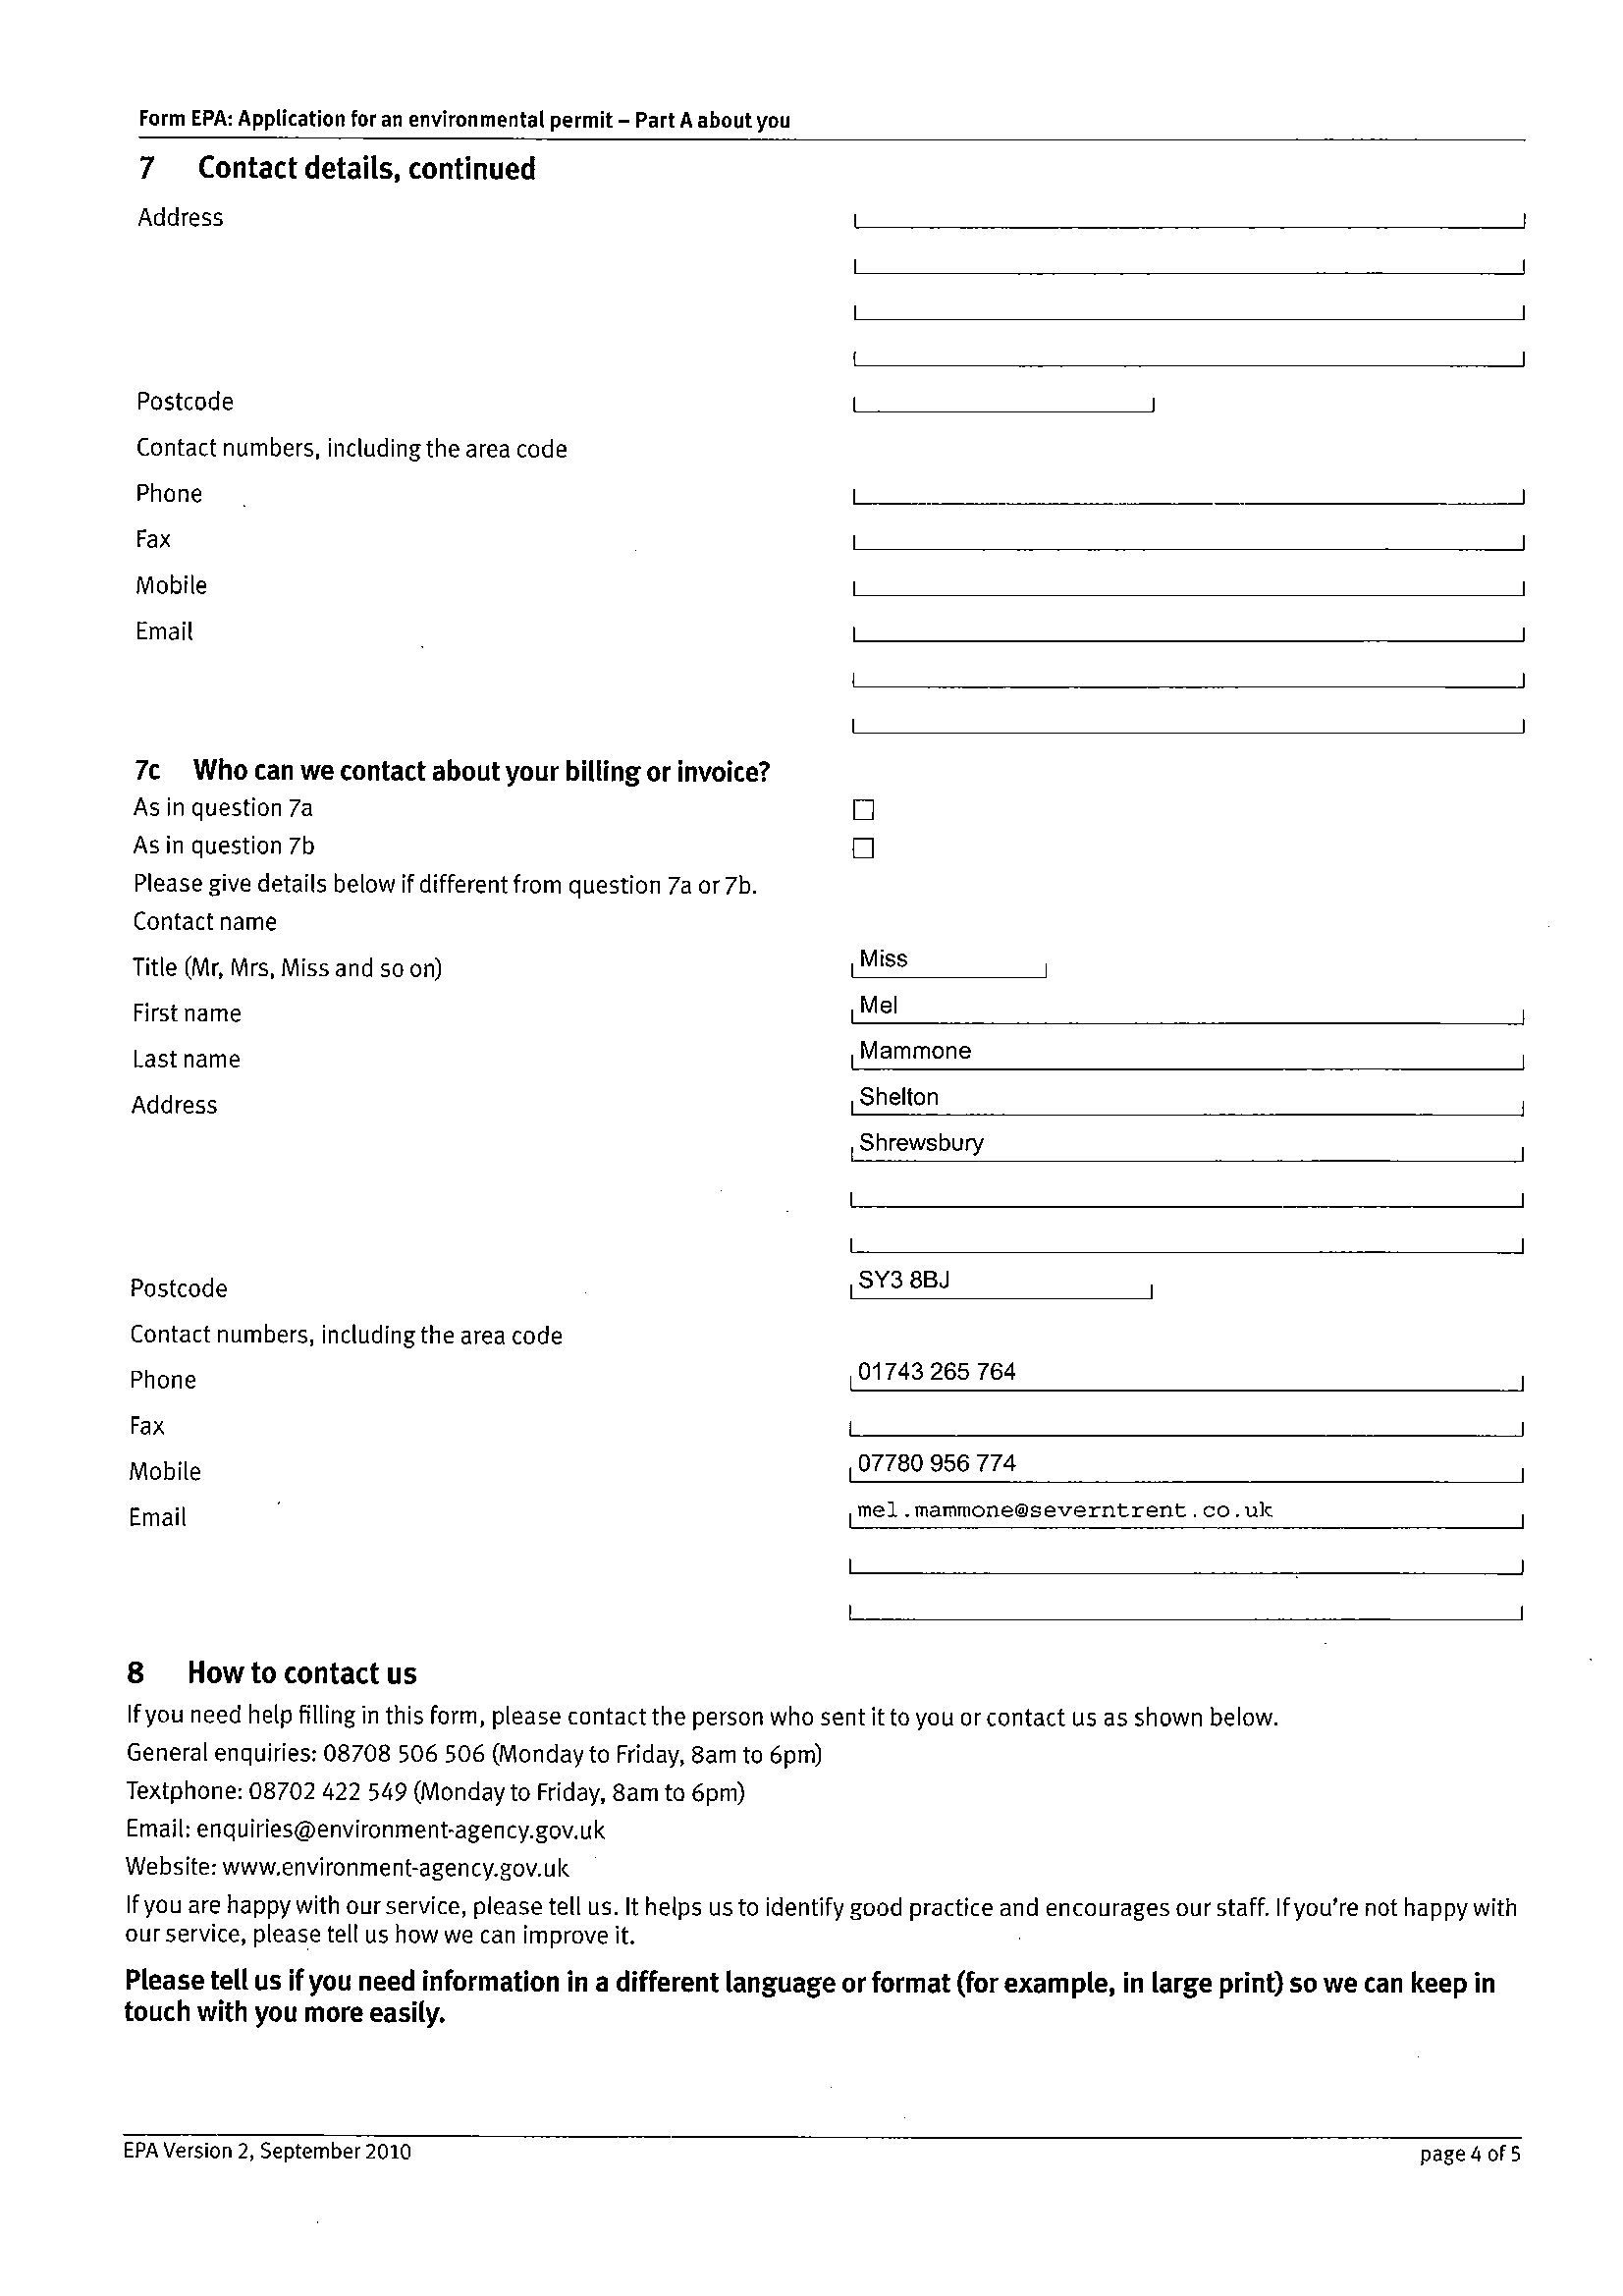 Form EPA: Application for an environmental permit – Part A about you
7 Contact details, continued
Address
Postcode
Contact numbers, including the area code
Phone
Fax
Mobile
Email
7c Who can we contact about your billing or invoice?
As in question 7a
As in question 7b
Please give details below if different from question 7a or 7b.
Contact name
Title (Mr, Mrs, Miss and so on) Miss
First name Mel
Last name Mammone
Address Shelton
Shrewsbury
Postcode SY3 8BJ
Contact numbers, including the area code
Phone 01743 265 764
Fax
Mobile 07780 956 774
Email mel.mammone@severntrent.co.uk
8 How to contact us
If you need help filling in this form, please contact the person who sent it to you or contact us as shown below.
General enquiries: 08708 506 506 (Monday to Friday, 8am to 6pm)
Textphone: 08702 422 549 (Monday to Friday, 8am to 6pm)
Email: enquiries@environment-agency.gov.uk
Website: www.environment-agency.gov.uk
If you are happy with our service, please tell us. It helps us to identify good practice and encourages our staff. If you're not happy with
our service, please tell us how we can improve it.
Please tell us if you need information in a different language or format (for example, in large print) so we can keep in
touch with you more easily.
EPA Version 2, September 2010 page 4 of 5